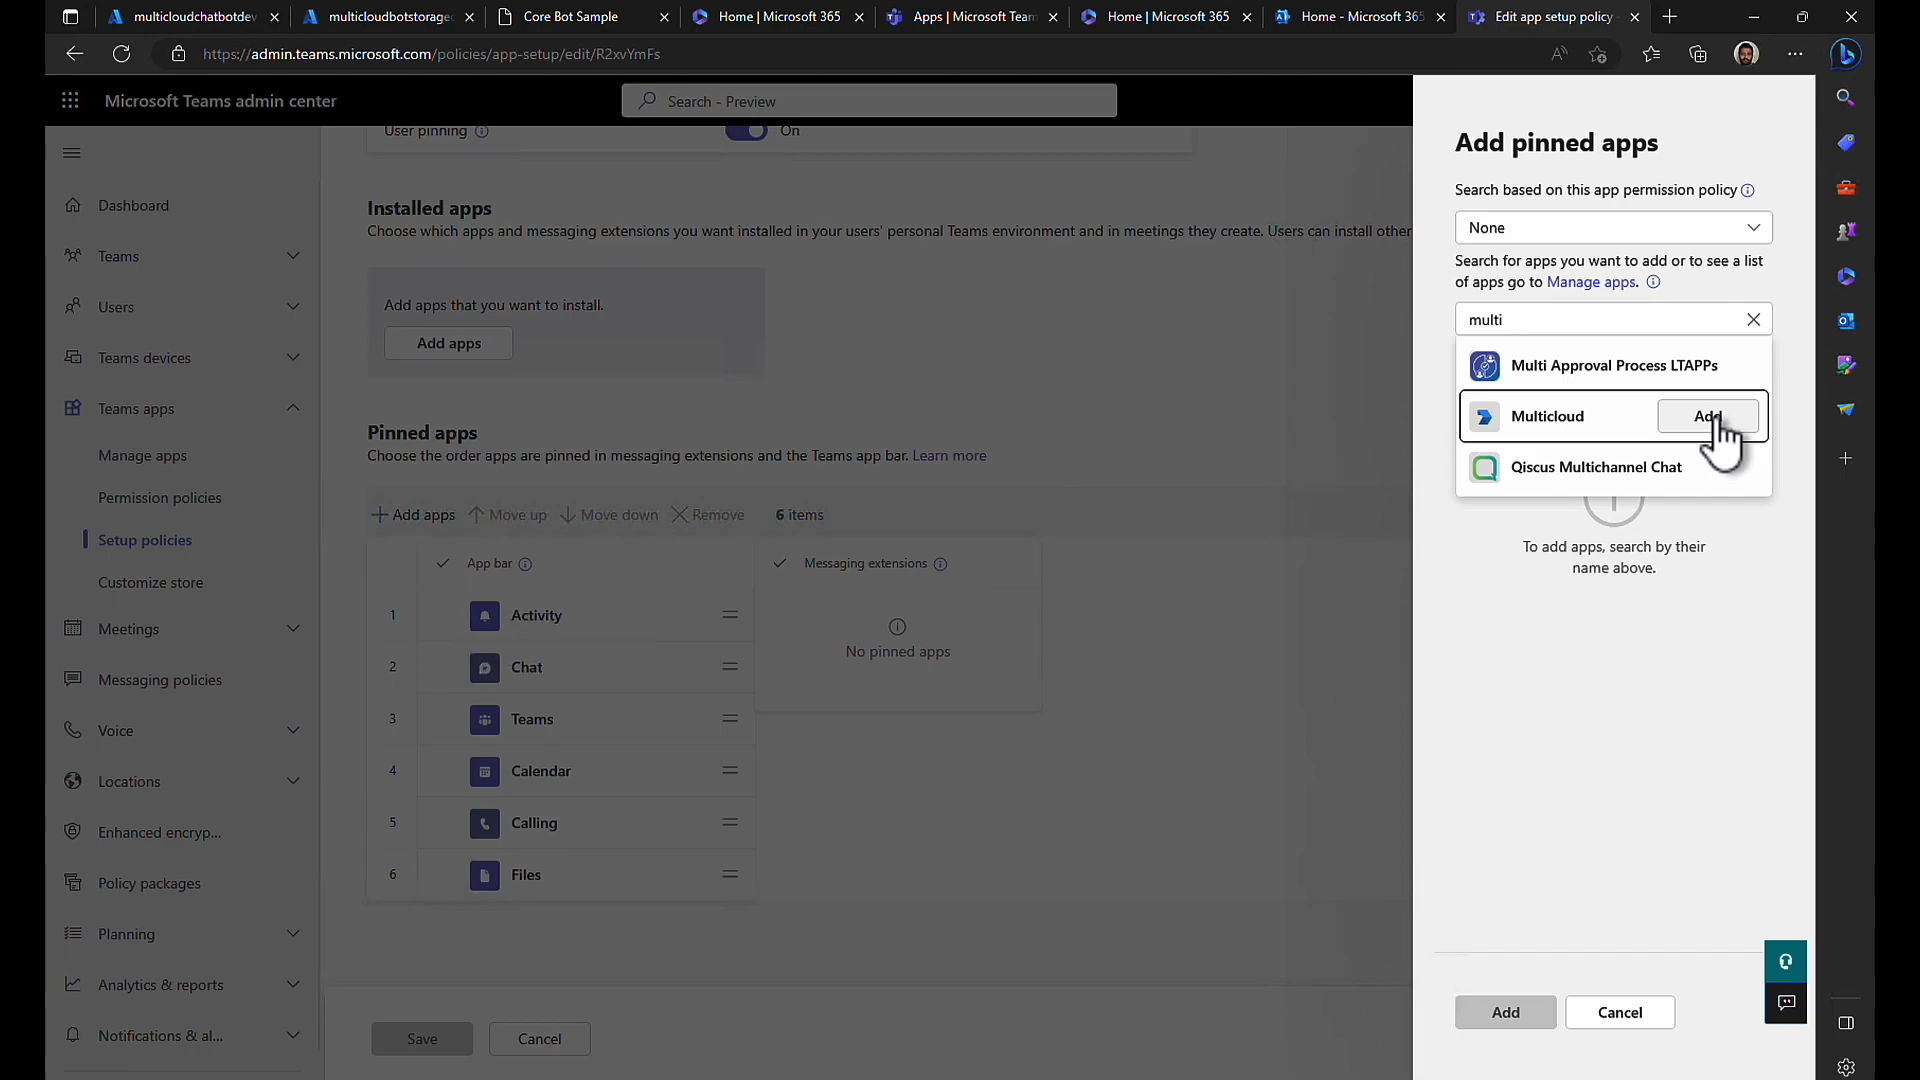 multicloudchatbotdev
multicloudbotstorage
Core Bot Sample
Home | Microsoft 365
Apps | Microsoft Team
Home | Microsoft 365
Home - Microsoft 365
Edit app setup policy
https://admin.teams.microsoft.com/policies/app-setup/edit/R2xvYmFs
Microsoft Teams admin center
Search - Preview
Dashboard
Teams
Users
Teams devices
Teams apps
Manage apps
Permission policies
Setup policies
Customize store
Meetings
Messaging policies
Voice
Locations
Enhanced encryp...
Policy packages
Planning
Analytics & reports
Notifications & al...
User pinning
On
Installed apps
Choose which apps and messaging extensions you want installed in your users' personal Teams environment and in meetings they create. Users can install other
Add apps that you want to install.
Add apps
Pinned apps
Choose the order apps are pinned in messaging extensions and the Teams app bar. Learn more
Add apps
Move up
Move down
Remove
6 items
App bar
Messaging extensions
1 Activity
2 Chat
3 Teams
4 Calendar
5 Calling
6 Files
No pinned apps
Save
Cancel
Add pinned apps
Search based on this app permission policy
None
Search for apps you want to add or to see a list
of apps go to Manage apps.
multi
Multi Approval Process LTAPPs
Multicloud
Add
Qiscus Multichannel Chat
To add apps, search by their
name above.
Add
Cancel